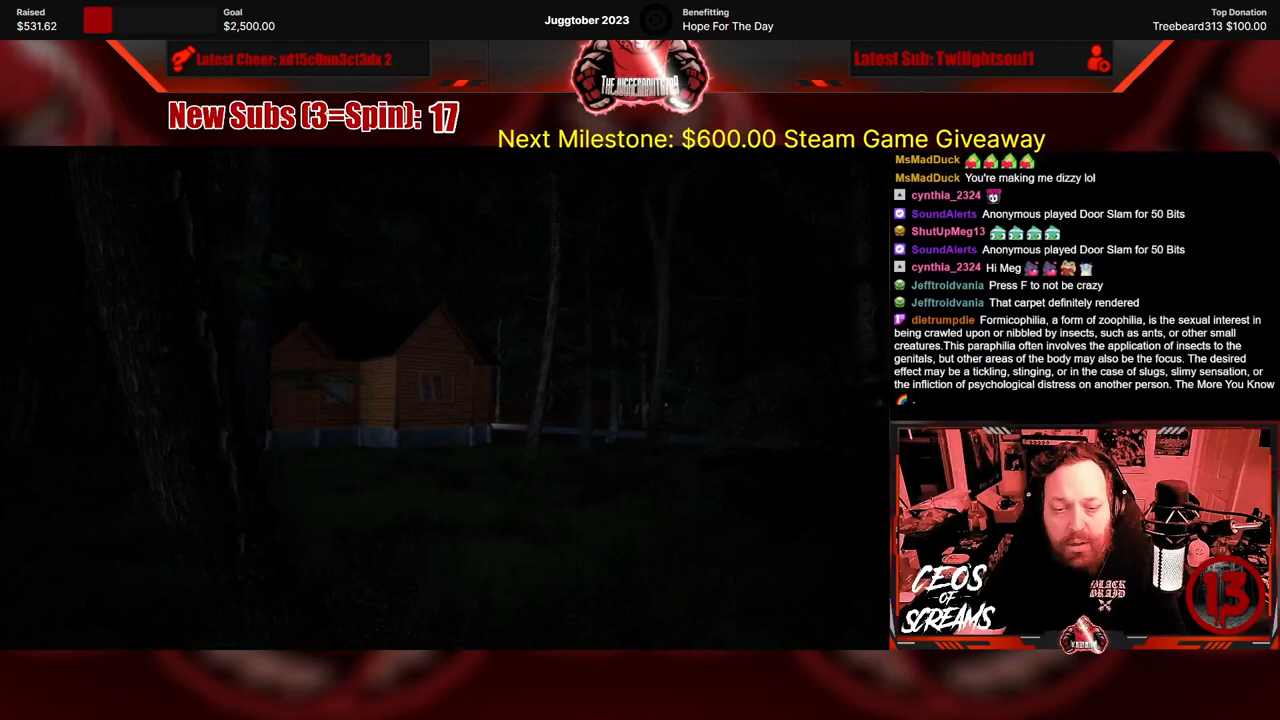 Raised
$531.62
Goal
$2,500.00
Juggtober 2023
Benefitting
Hope For The Day
Top Donation
Treebeard313 $100.00
Latest Cheer: xd15c0nn3ct3dx 2
THEJUGGERNAUT6789
Latest Sub: Twilightsoul1
New Subs (3=Spin): 17
Next Milestone: $600.00 Steam Game Giveaway
MsMadDuck
MsMadDuck You're making me dizzy lol
cynthia_2324
SoundAlerts Anonymous played Door Slam for 50 Bits
ShutUpMeg13
SoundAlerts Anonymous played Door Slam for 50 Bits
cynthia_2324 Hi Meg
Jefftroidvania Press F to not be crazy
Jefftroidvania That carpet definitely rendered
dietrumpdie Formicophilia, a form of zoophilia, is the sexual interest in
being crawled upon or nibbled by insects, such as ants, or other small
creatures.This paraphilia often involves the application of insects to the
genitals, but other areas of the body may also be the focus. The desired
effect may be a tickling, stinging, or in the case of slugs, slimy sensation, or
the infliction of psychological distress on another person. The More You Know
.
CEOS
OF
SCREAMS
BLACK
BRAID
13